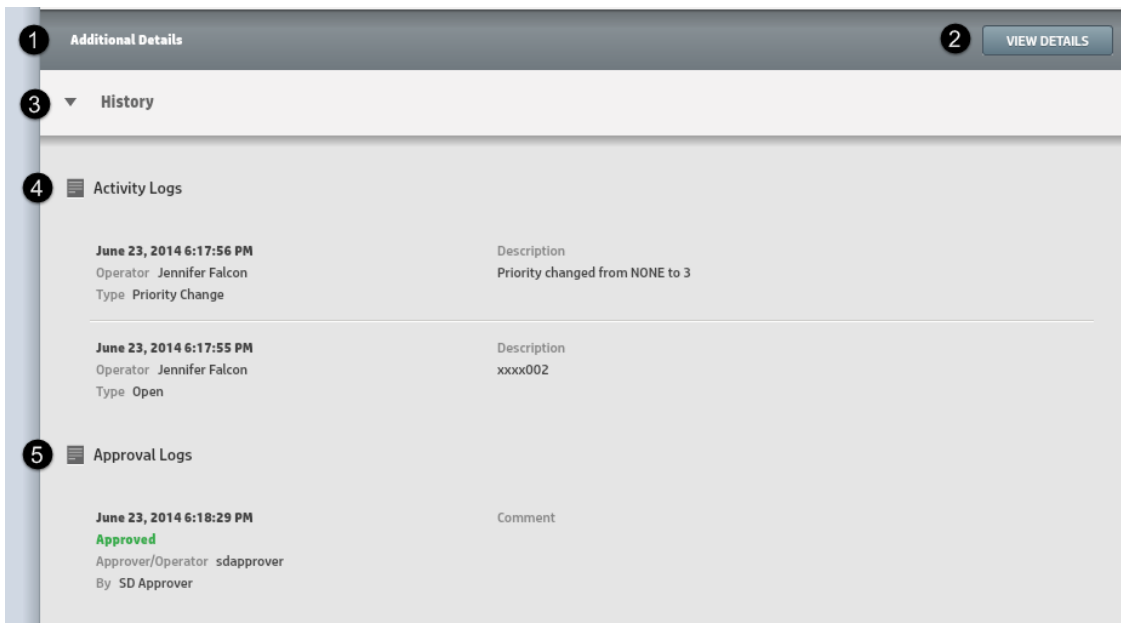 1 Additional Details 2 VIEW DETAILS
3 History
4 Activity Logs
June 23, 2014 6:17:56 PM Description
Operator Jennifer Falcon Priority changed from NONE to 3
Type Priority Change
June 23, 2014 6:17:55 PM Description
Operator Jennifer Falcon xxxx002
Type Open
5 Approval Logs
June 23, 2014 6:18:29 PM Comment
Approved
Approver/Operator sdapprover
By SD Approver